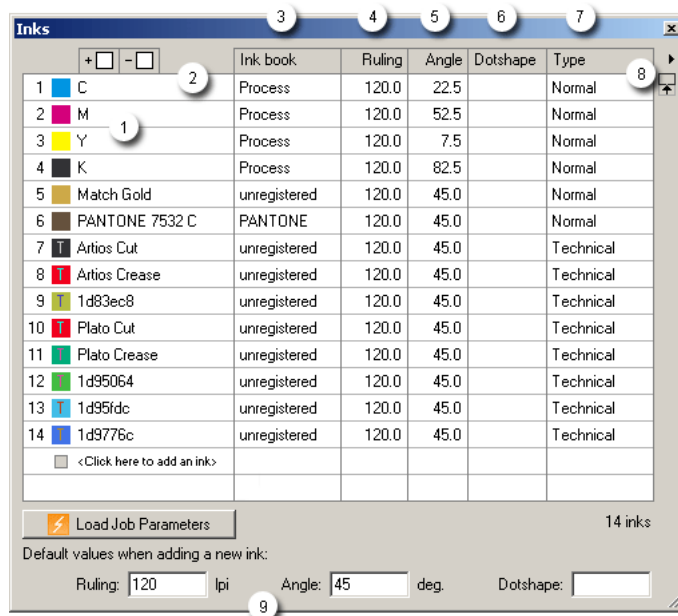 3 4 5 6 7
Inks
+ - Ink book Ruling Angle Dotshape Type
2 8
1 C Process 120.0 22.5 Normal
2 M Process 120.0 52.5 Normal
1
3 Y Process 120.0 7.5 Normal
4 K Process 120.0 82.5 Normal
5 Match Gold unregistered 120.0 45.0 Normal
6 PANTONE 7532 C PANTONE 120.0 45.0 Normal
7 T Artios Cut unregistered 120.0 45.0 Technical
8 T Artios Crease unregistered 120.0 45.0 Technical
9 T 1d83ec8 unregistered 120.0 45.0 Technical
10 T Plato Cut unregistered 120.0 45.0 Technical
11 T Plato Crease unregistered 120.0 45.0 Technical
12 T 1d95064 unregistered 120.0 45.0 Technical
13 T 1d95fdc unregistered 120.0 45.0 Technical
14 T 1d9776c unregistered 120.0 45.0 Technical
<Click here to add an ink>
Load Job Parameters 14 inks
Default values when adding a new ink:
Ruling: 120 lpi Angle: 45 deg. Dotshape:
9